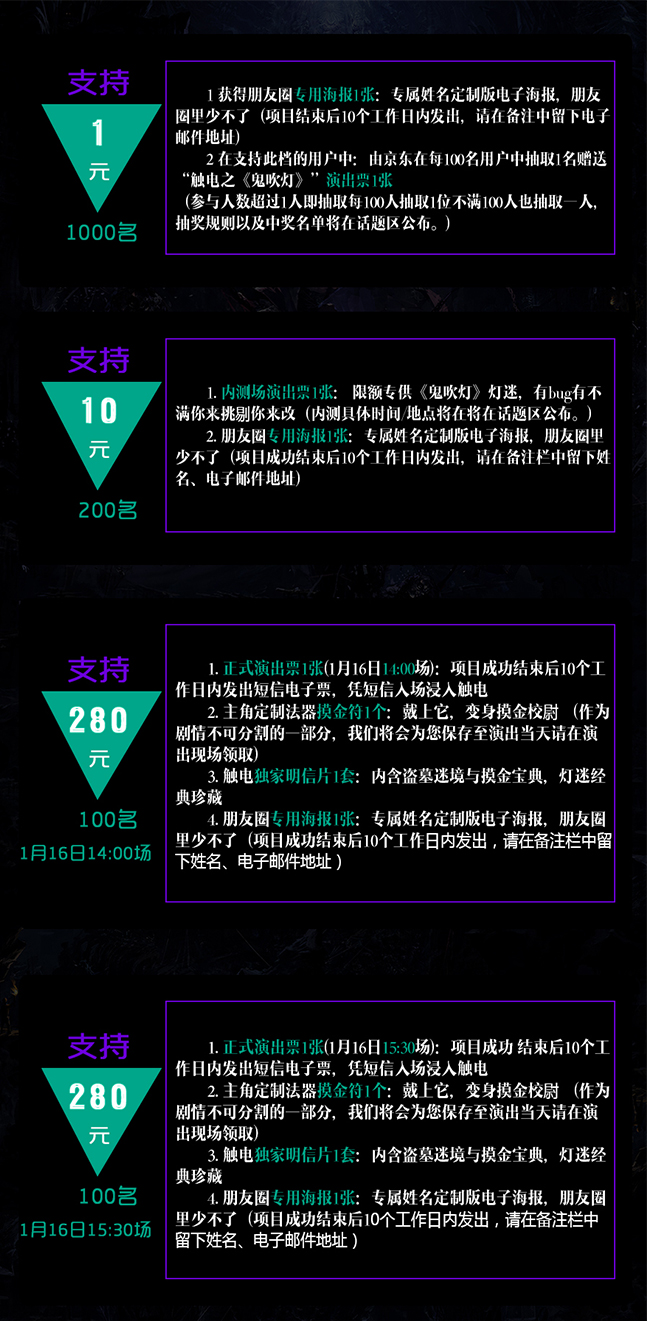 支持
1
元
1000名
1 获得朋友圈专用海报1张：专属姓名定制版电子海报，朋友
圈里少不了（项目结束后10个工作日内发出，请在备注中留下电子
邮件地址）
2 在支持此档的用户中：由京东在每100名用户中抽取1名赠送
“触电之《鬼吹灯》”演出票1张
（参与人数超过1人即抽取每100人抽取1位不满100人也抽取一人，
抽奖规则以及中奖名单将在话题区公布。）
支持
10
元
200名
1. 内测场演出票1张： 限额专供《鬼吹灯》灯迷，有bug有不
满你来挑剔你来改（内测具体时间/地点将在将在话题区公布。）
2. 朋友圈专用海报1张：专属姓名定制版电子海报，朋友圈里
少不了（项目成功结束后10个工作日内发出，请在备注栏中留下姓
名、电子邮件地址）
支持
280
元
100名
1月16日14:00场
1. 正式演出票1张(1月16日14:00场)：项目成功结束后10个工
作日内发出短信电子票，凭短信入场浸入触电
2. 主角定制法器摸金符1个：戴上它，变身摸金校尉（作为
剧情不可分割的一部分，我们将会为您保存至演出当天请在演
出现场领取）
3. 触电独家明信片1套：内含盗墓迷境与摸金宝典，灯迷经
典珍藏
4. 朋友圈专用海报1张：专属姓名定制版电子海报，朋友圈
里少不了（项目成功结束后10个工作日内发出，请在备注栏中留
下姓名、电子邮件地址）
支持
280
元
100名
1月16日15:30场
1. 正式演出票1张(1月16日15:30场)：项目成功 结束后10个工
作日内发出短信电子票，凭短信入场浸入触电
2. 主角定制法器摸金符1个：戴上它，变身摸金校尉（作为
剧情不可分割的一部分，我们将会为您保存至演出当天请在演
出现场领取）
3. 触电独家明信片1套：内含盗墓迷境与摸金宝典，灯迷经
典珍藏
4. 朋友圈专用海报1张：专属姓名定制版电子海报，朋友圈
里少不了（项目成功结束后10个工作日内发出，请在备注栏中
留下姓名、电子邮件地址）